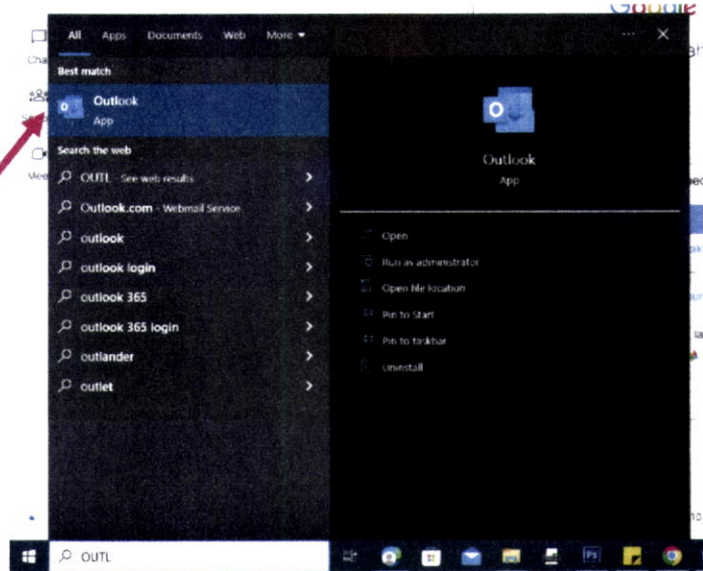 Google
All Apps Documents Web More
Best match
Outlook
App
Search the web
OUTL - See web results
Outlook.com - Webmail Service
outlook
outlook login
outlook 365
outlook 365 login
outlander
outlet
Outlook
App
Open
Run as administrator
Open file location
Pin to Start
Pin to taskbar
Uninstall
OUTL
Ps